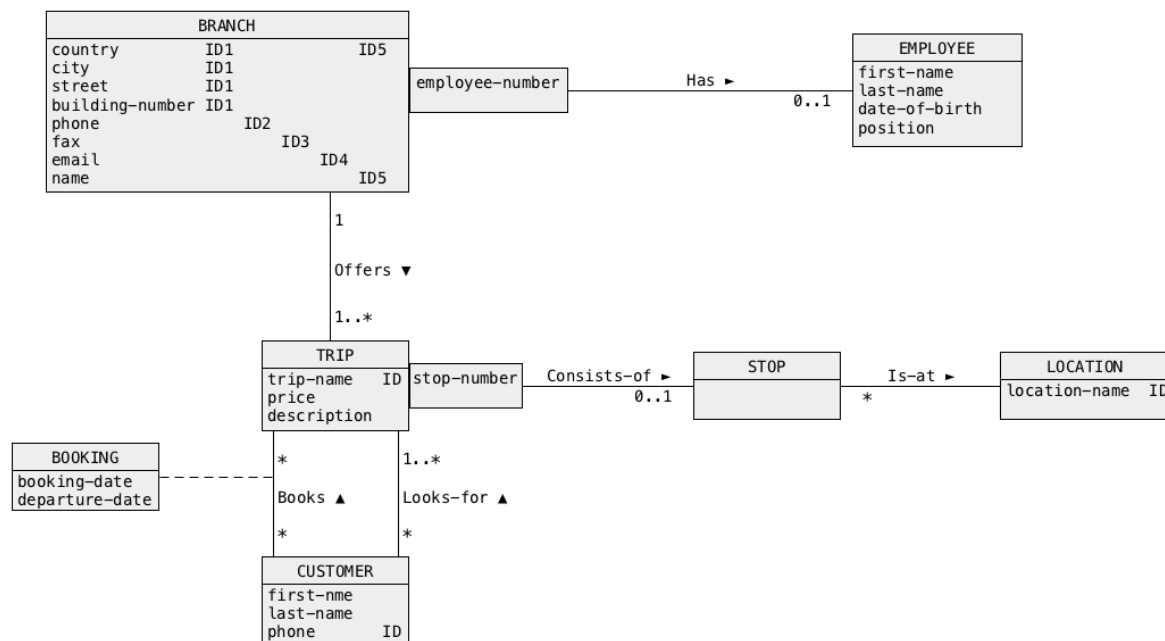 BRANCH
country ID1 ID5
city ID1
street ID1
building-number ID1
phone ID2
fax ID3
email ID4
name ID5
employee-number
Has ►
0..1
EMPLOYEE
first-name
last-name
date-of-birth
position
1
Offers ▼
1..*
TRIP
trip-name ID
price
description
stop-number
Consists-of ►
0..1
STOP
Is-at ►
*
LOCATION
location-name ID
BOOKING
booking-date
departure-date
*
Books ▲
*
1..*
Looks-for ▲
*
CUSTOMER
first-nme
last-name
phone ID